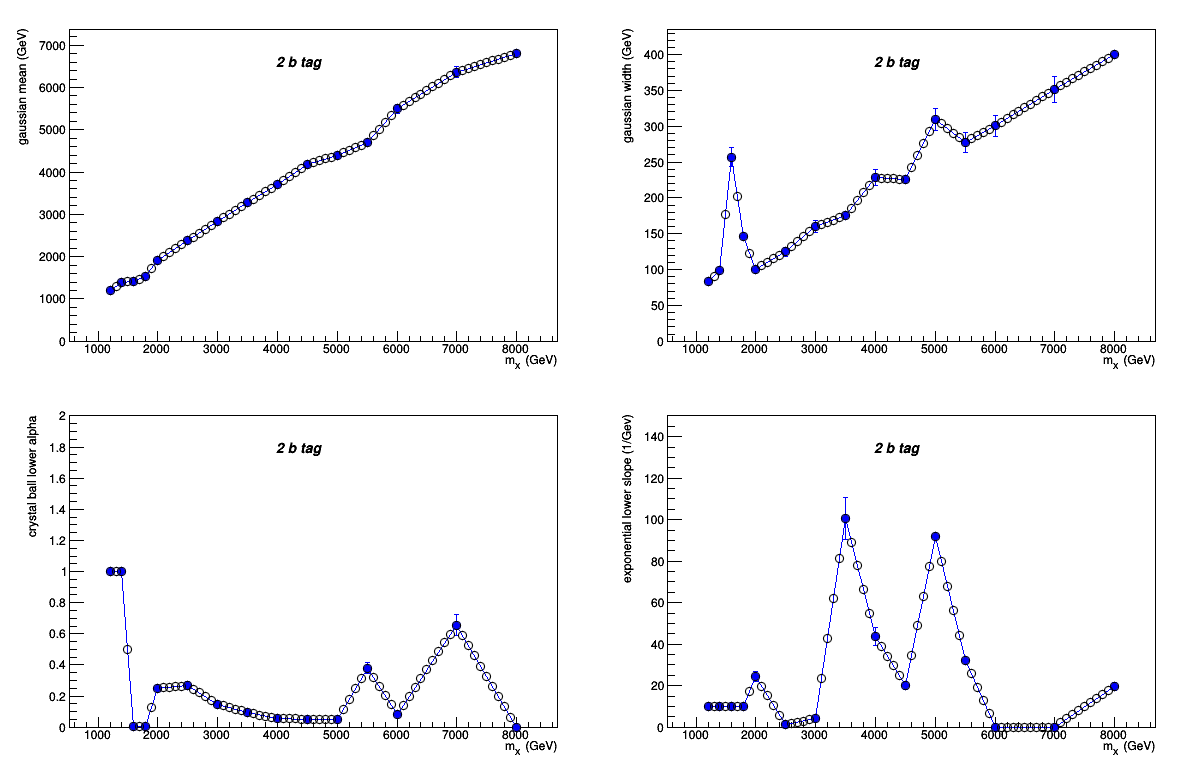 gaussian mean (GeV)
2 b tag
7000
6000
5000
4000
3000
2000
1000
0
1000 2000 3000 4000 5000 6000 7000 8000
mx (GeV)
gaussian width (GeV)
2 b tag
400
350
300
250
200
150
100
50
0
1000 2000 3000 4000 5000 6000 7000 8000
mx (GeV)
crystal ball lower alpha
2 b tag
2
1.8
1.6
1.4
1.2
1
0.8
0.6
0.4
0.2
0
1000 2000 3000 4000 5000 6000 7000 8000
mx (GeV)
exponential lower slope (1/Gev)
2 b tag
140
120
100
80
60
40
20
0
1000 2000 3000 4000 5000 6000 7000 8000
mx (GeV)